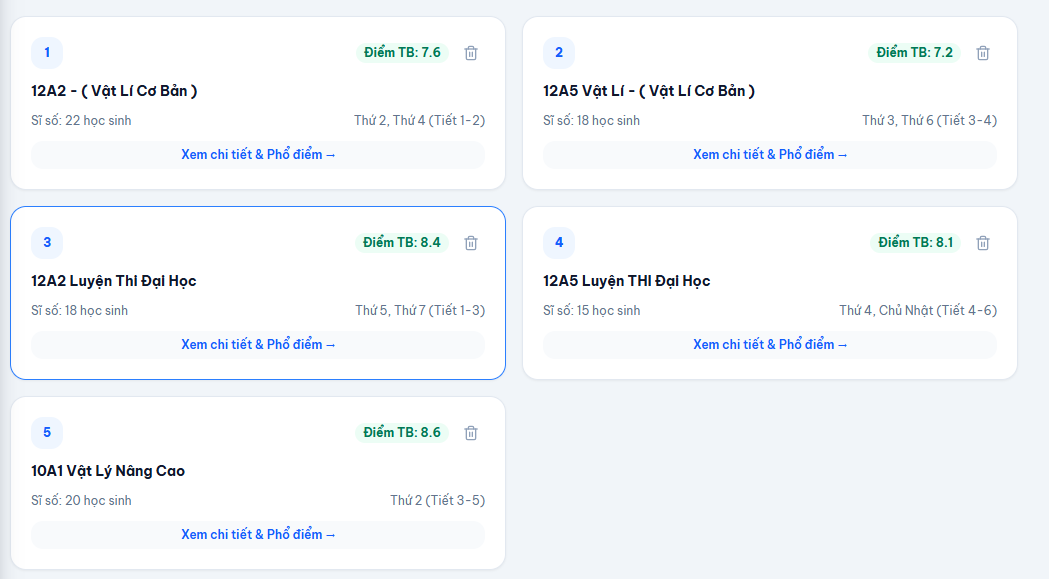 1
Điểm TB: 7.6
12A2 - ( Vật Lí Cơ Bản )
Sĩ số: 22 học sinh
Thứ 2, Thứ 4 (Tiết 1-2)
Xem chi tiết & Phổ điểm →
2
Điểm TB: 7.2
12A5 Vật Lí - ( Vật Lí Cơ Bản )
Sĩ số: 18 học sinh
Thứ 3, Thứ 6 (Tiết 3-4)
Xem chi tiết & Phổ điểm →
3
Điểm TB: 8.4
12A2 Luyện Thi Đại Học
Sĩ số: 18 học sinh
Thứ 5, Thứ 7 (Tiết 1-3)
Xem chi tiết & Phổ điểm →
4
Điểm TB: 8.1
12A5 Luyện THI Đại Học
Sĩ số: 15 học sinh
Thứ 4, Chủ Nhật (Tiết 4-6)
Xem chi tiết & Phổ điểm →
5
Điểm TB: 8.6
10A1 Vật Lý Nâng Cao
Sĩ số: 20 học sinh
Thứ 2 (Tiết 3-5)
Xem chi tiết & Phổ điểm →